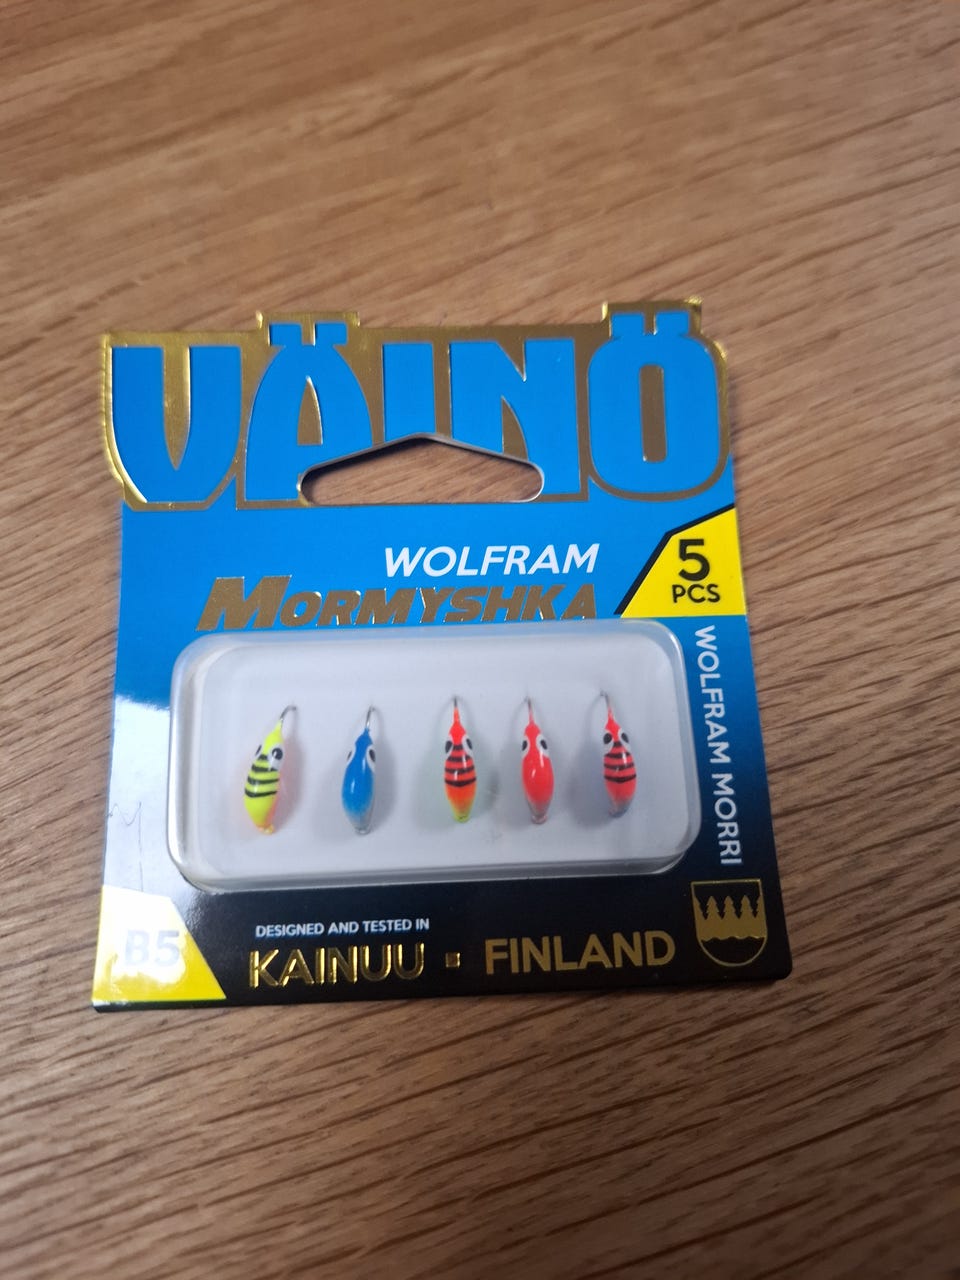 VÄINÖ
WOLFRAM
MORMYSHKA
5
PCS
WOLFRAM MORRI
B5
DESIGNED AND TESTED IN
KAINUU · FINLAND